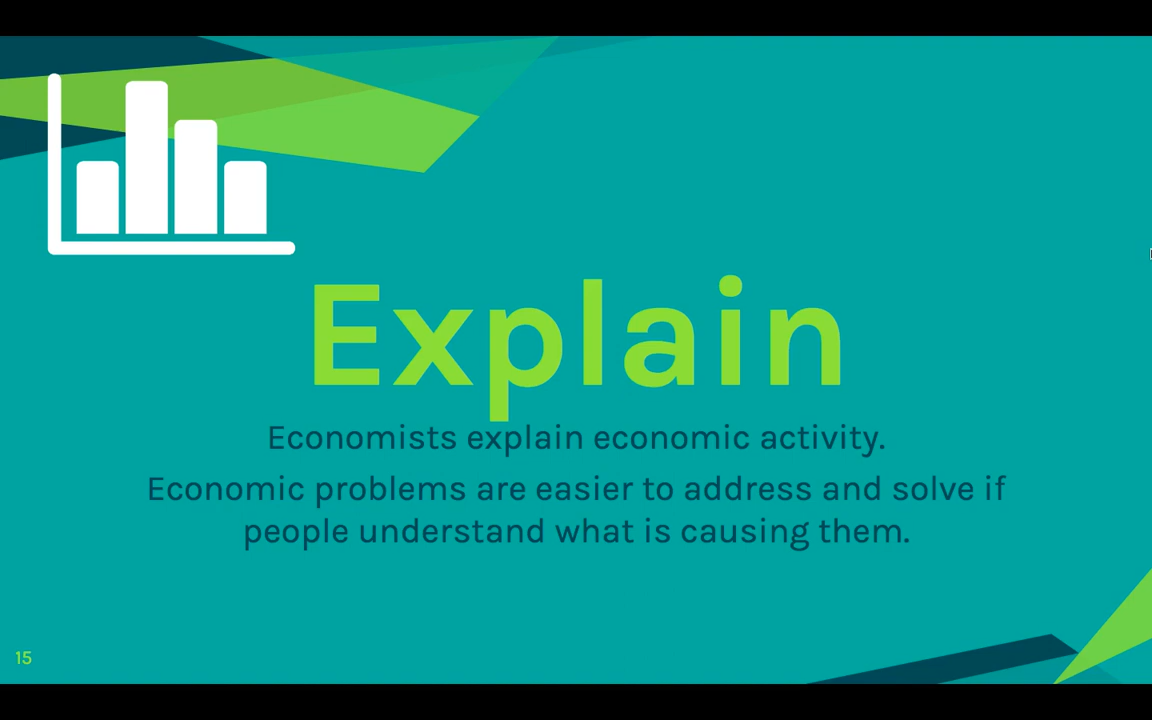 Explain
Economists explain economic activity.
Economic problems are easier to address and solve if
people understand what is causing them.
15